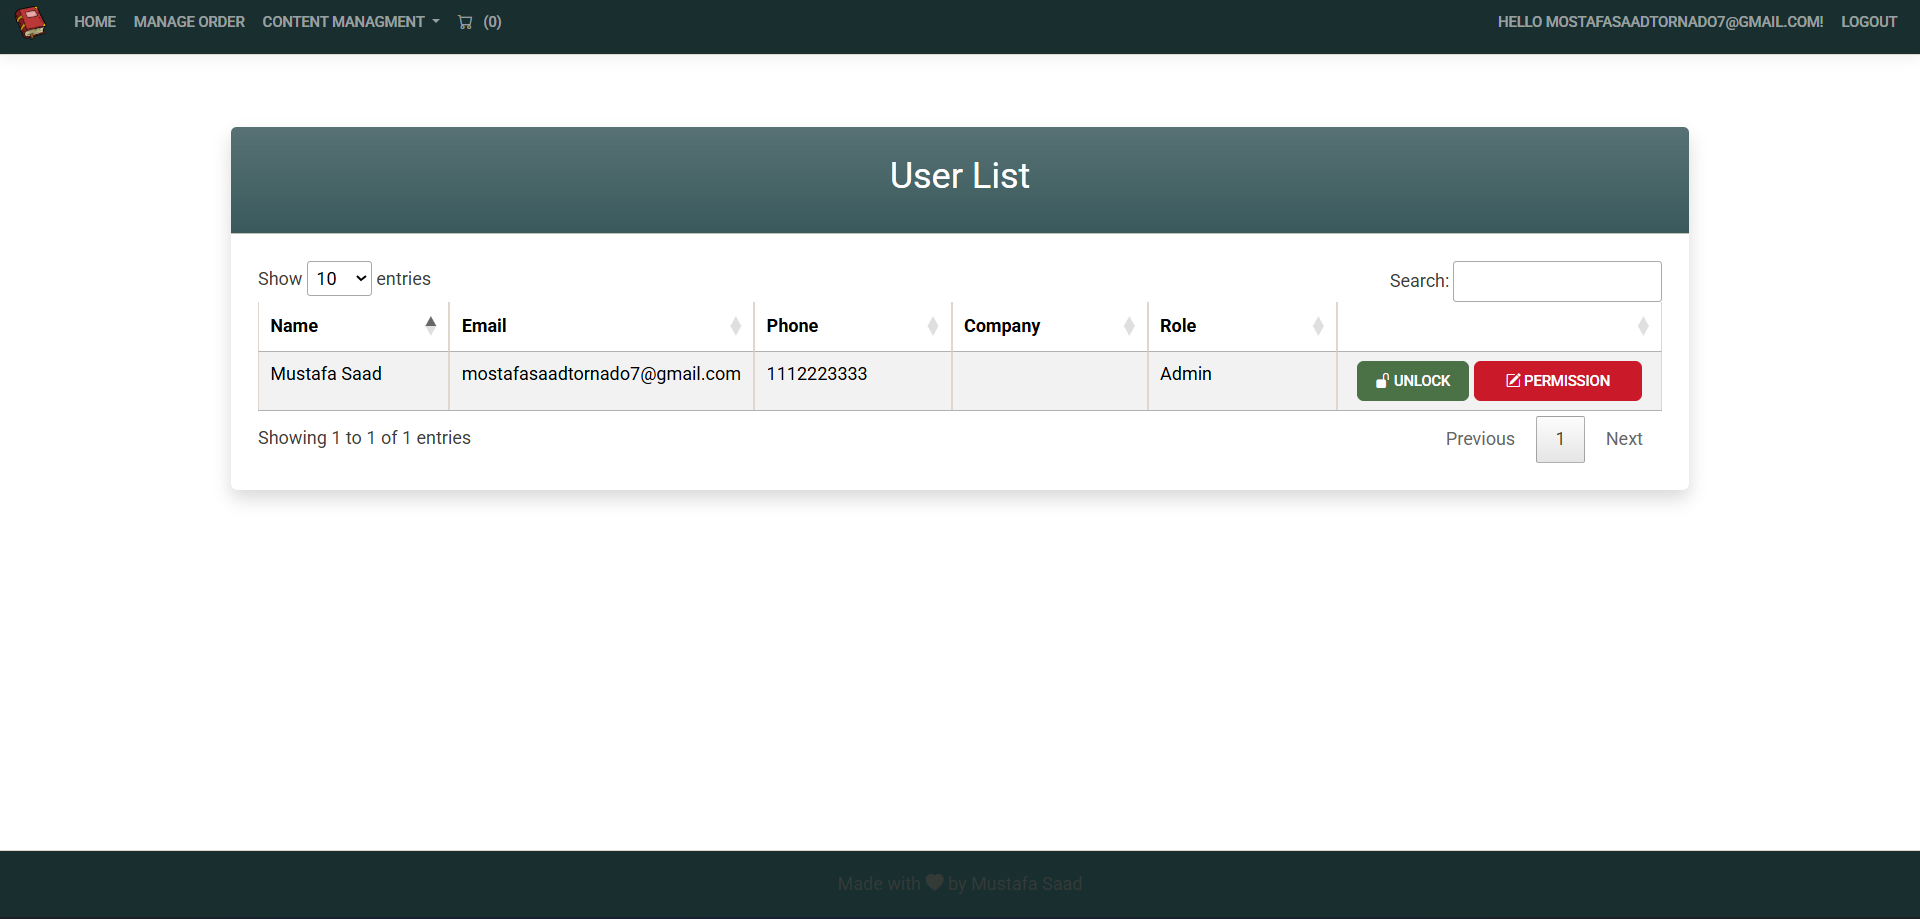 HOME MANAGE ORDER CONTENT MANAGMENT (0) HELLO MOSTAFASAADTORNADO7@GMAIL.COM! LOGOUT
User List
Show 10 entries Search:
Name Email Phone Company Role
Mustafa Saad mostafasaadtornado7@gmail.com 1112223333 Admin UNLOCK PERMISSION
Showing 1 to 1 of 1 entries Previous 1 Next
Made with by Mustafa Saad